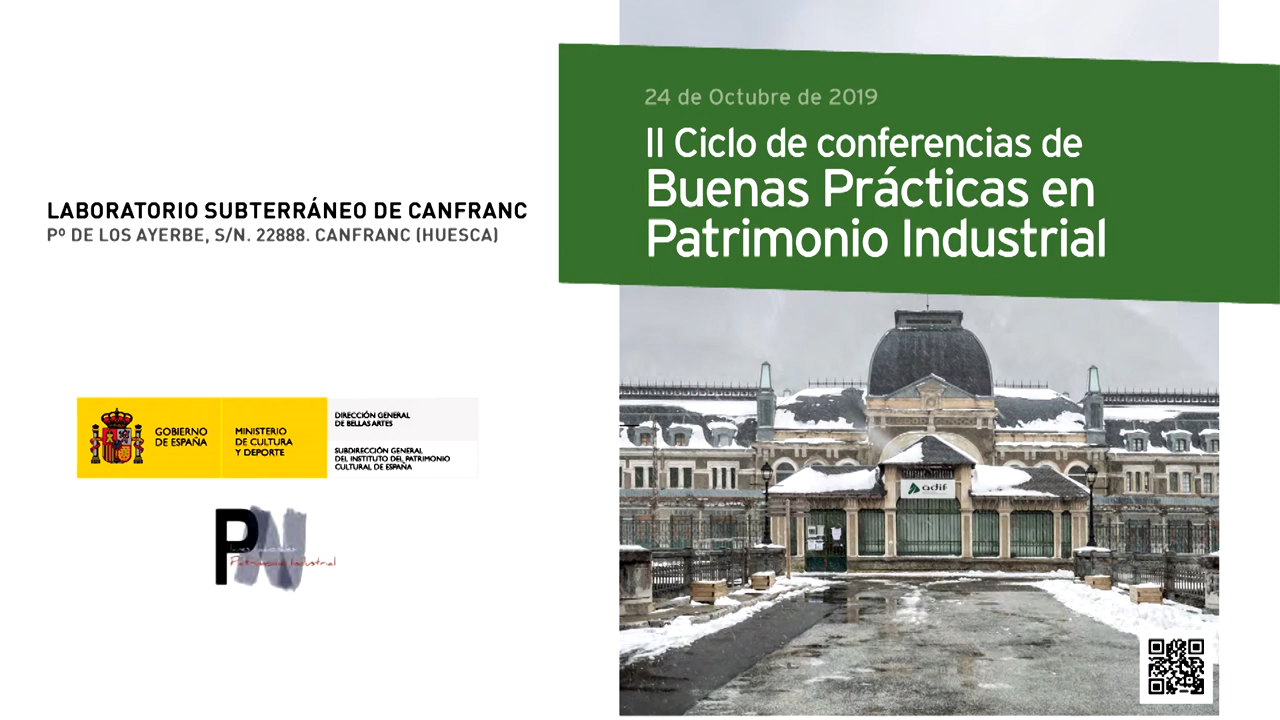 LABORATORIO SUBTERRÁNEO DE CANFRANC
Pº DE LOS AYERBE, S/N. 22888. CANFRANC (HUESCA)
GOBIERNO
DE ESPAÑA
MINISTERIO
DE CULTURA
Y DEPORTE
DIRECCIÓN GENERAL
DE BELLAS ARTES
SUBDIRECCIÓN GENERAL
DEL INSTITUTO DEL PATRIMONIO
CULTURAL DE ESPAÑA
PN
Patrimonio Industrial
24 de Octubre de 2019
II Ciclo de conferencias de
Buenas Prácticas en
Patrimonio Industrial
adif